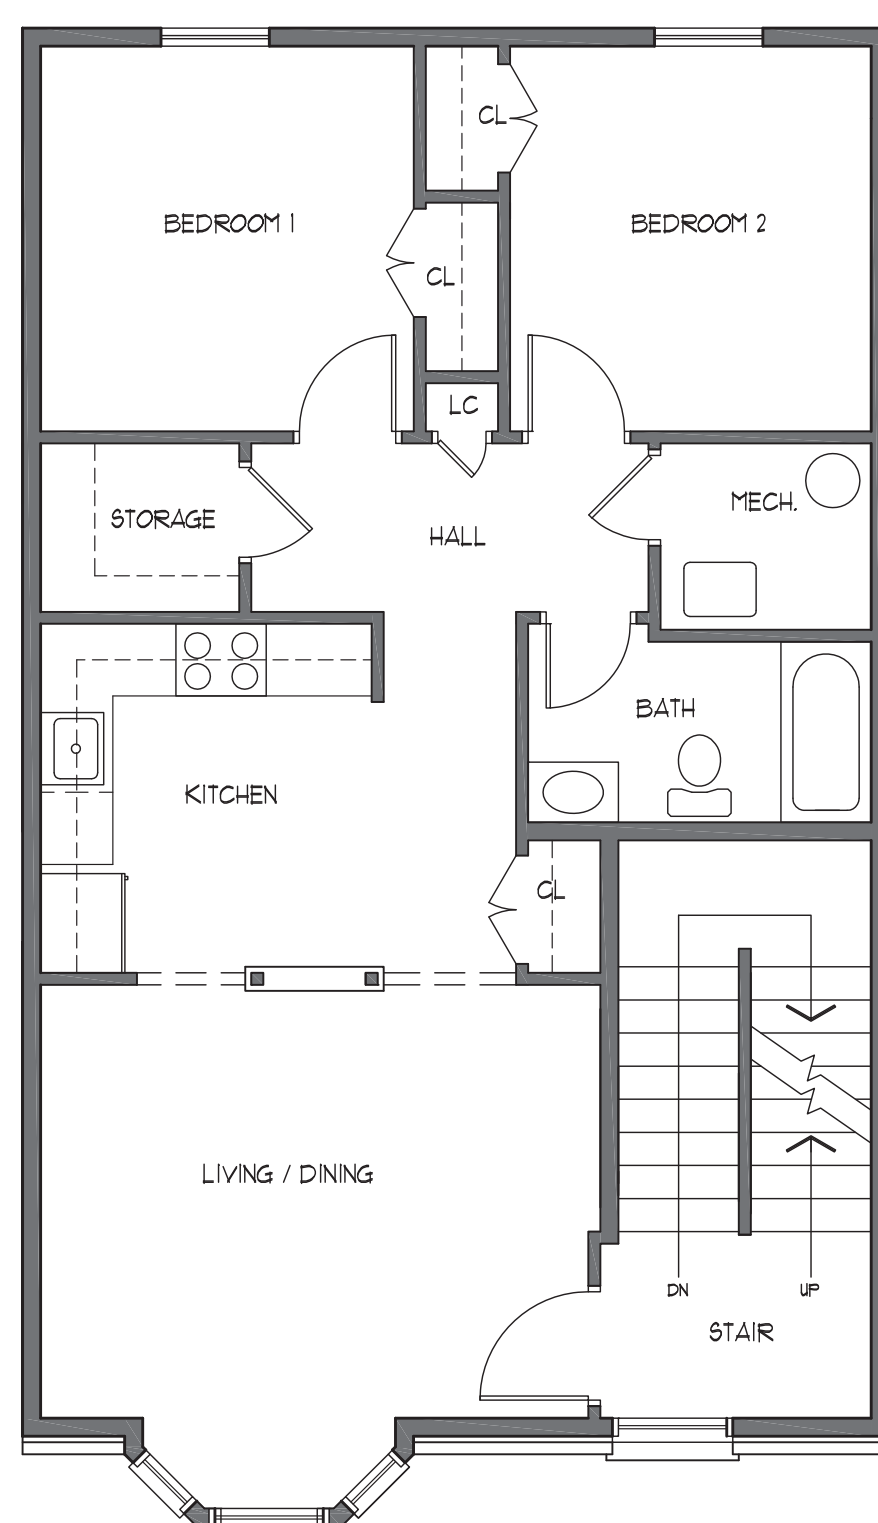 CL
BEDROOM 1
BEDROOM 2
CL
LC
STORAGE
HALL
MECH.
BATH
KITCHEN
CL
LIVING / DINING
DN
UP
STAIR